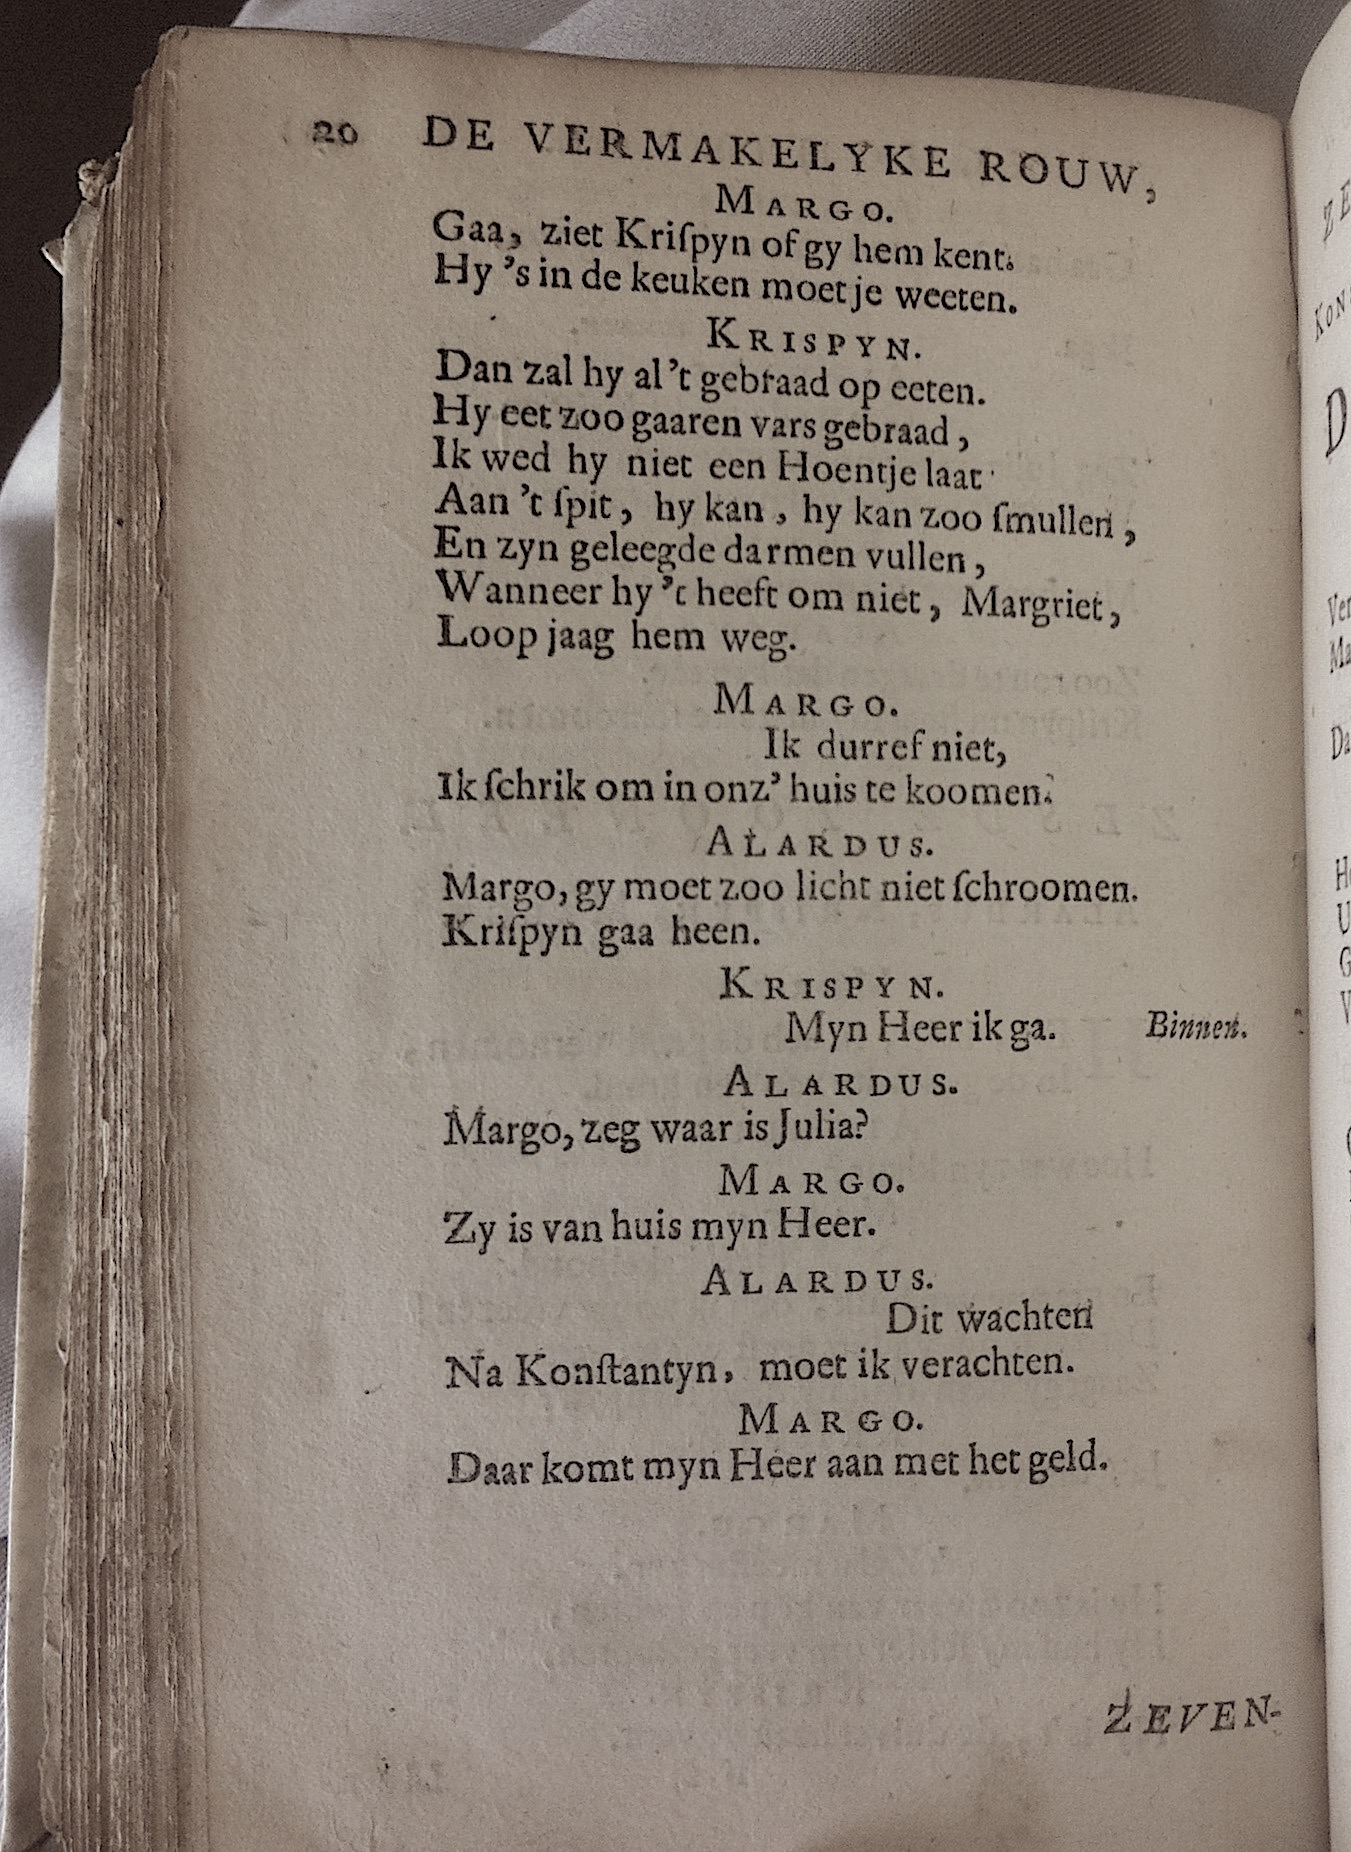 20 DE VERMAKELYKE ROUW,
MARGO.
Gaa, ziet Kriſpyn of gy hem kent.
Hy 's in de keuken moet je weeten.
KRISPYN.
Dan zal hy al 't gebraad op eeten.
Hy eet zoo gaaren vars gebraad,
Ik wed hy niet een Hoentje laat
Aan 't ſpit, hy kan, hy kan zoo ſmullen,
En zyn geleegde darmen vullen,
Wanneer hy 't heeft om niet, Margriet,
Loop jaag hem weg.
MARGO.
Ik durref niet,
Ik ſchrik om in onz' huis te koomen.
ALARDUS.
Margo, gy moet zoo licht niet ſchroomen.
Kriſpyn gaa heen.
KRISPYN.
Myn Heer ik ga. Binnen.
ALARDUS.
Margo, zeg waar is Julia?
MARGO.
Zy is van huis myn Heer.
ALARDUS.
Dit wachten
Na Konſtantyn, moet ik verachten.
MARGO.
Daar komt myn Heer aan met het geld.
ZEVEN-